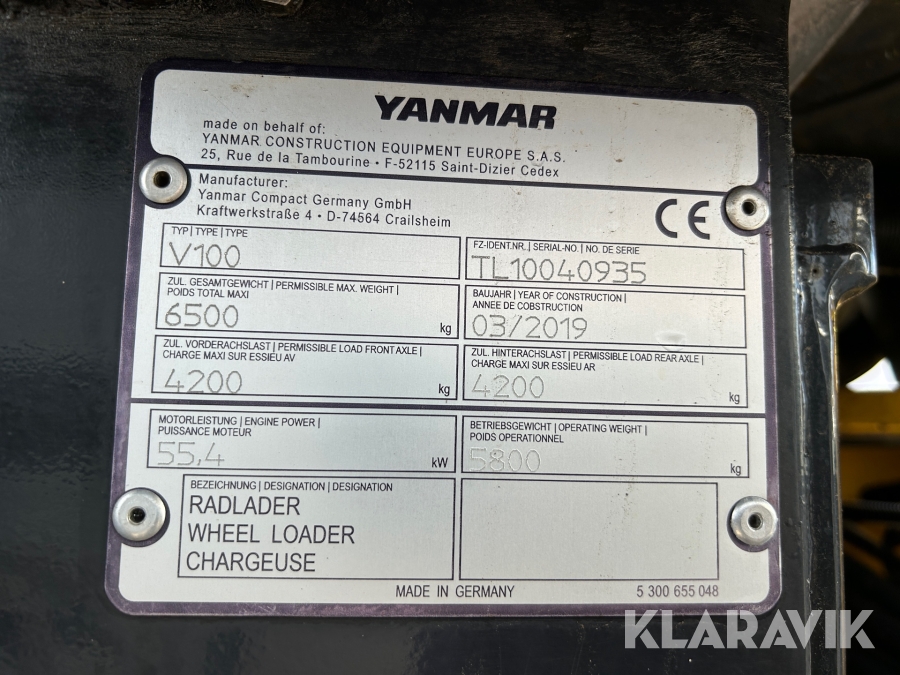 YANMAR
made on behalf of:
YANMAR CONSTRUCTION EQUIPMENT EUROPE S.A.S.
25, Rue de la Tambourine • F-52115 Saint-Dizier Cedex
Manufacturer:
Yanmar Compact Germany GmbH
Kraftwerkstraße 4 • D-74564 Crailsheim
CE
TYP | TYPE | TYPE
V100
FZ-IDENT.NR. | SERIAL-NO. | NO. DE SERIE
TL10040935
ZUL. GESAMTGEWICHT | PERMISSIBLE MAX. WEIGHT |
POIDS TOTAL MAXI
6500 kg
BAUJAHR | YEAR OF CONSTRUCTION |
ANNEE DE COBSTRUCTION
03/2019
ZUL. VORDERACHSLAST | PERMISSIBLE LOAD FRONT AXLE |
CHARGE MAXI SUR ESSIEU AV
4200 kg
ZUL. HINTERACHSLAST | PERMISSIBLE LOAD REAR AXLE |
CHARGE MAXI SUR ESSIEU AR
4200 kg
MOTORLEISTUNG | ENGINE POWER |
PUISSANCE MOTEUR
55,4 kW
BETRIEBSGEWICHT | OPERATING WEIGHT |
POIDS OPERATIONNEL
5800 kg
BEZEICHNUNG | DESIGNATION | DESIGNATION
RADLADER
WHEEL LOADER
CHARGEUSE
MADE IN GERMANY
5 300 655 048
KLARAVIK